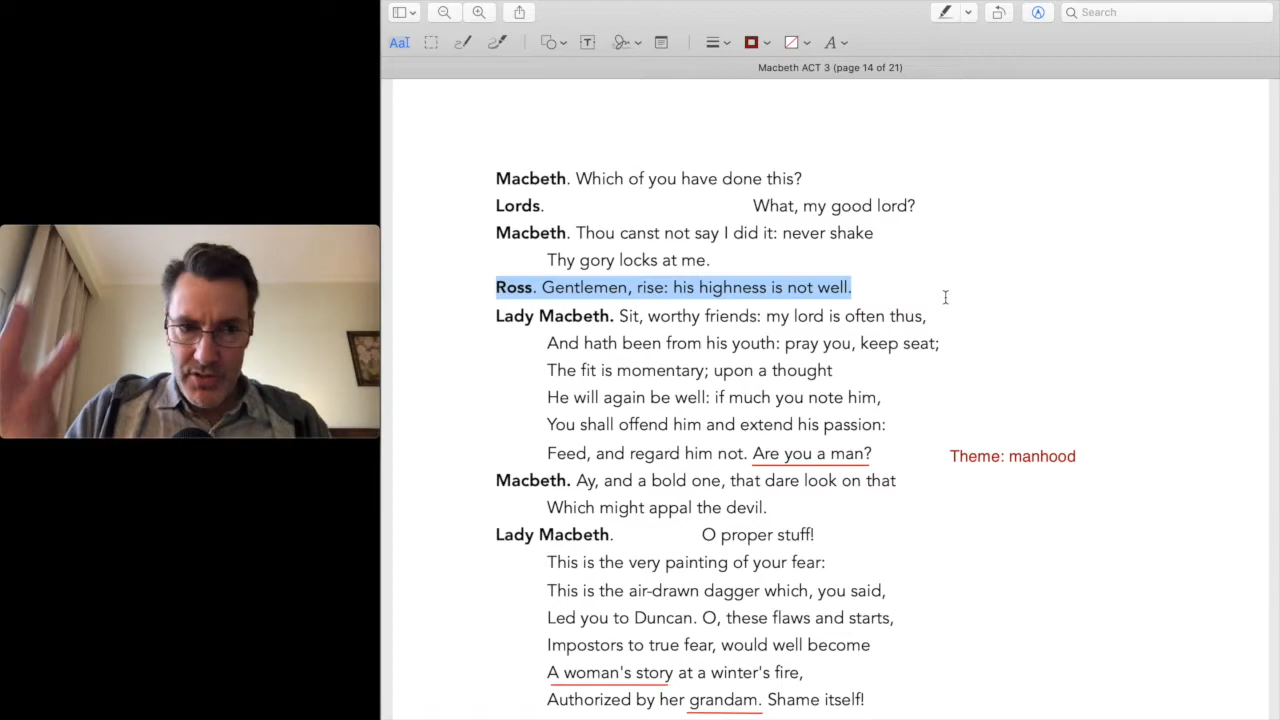 Search
AaI
T
A
Macbeth ACT 3 (page 14 of 21)
Macbeth. Which of you have done this?
Lords. What, my good lord?
Macbeth. Thou canst not say I did it: never shake
Thy gory locks at me.
Ross. Gentlemen, rise: his highness is not well.
Lady Macbeth. Sit, worthy friends: my lord is often thus,
And hath been from his youth: pray you, keep seat;
The fit is momentary; upon a thought
He will again be well: if much you note him,
You shall offend him and extend his passion:
Feed, and regard him not. Are you a man?
Theme: manhood
Macbeth. Ay, and a bold one, that dare look on that
Which might appal the devil.
Lady Macbeth. O proper stuff!
This is the very painting of your fear:
This is the air-drawn dagger which, you said,
Led you to Duncan. O, these flaws and starts,
Impostors to true fear, would well become
A woman's story at a winter's fire,
Authorized by her grandam. Shame itself!